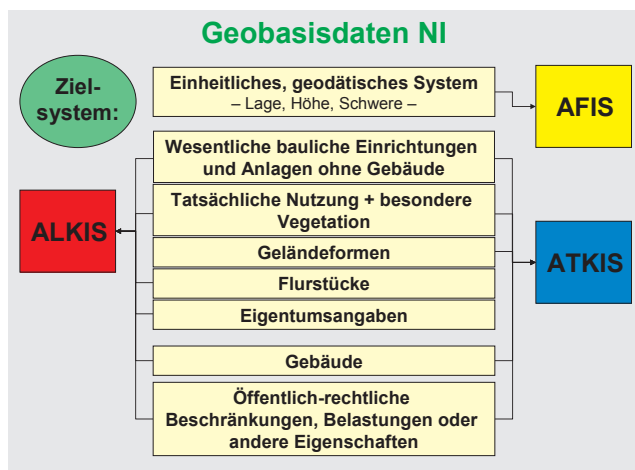 Geobasisdaten NI
Ziel-
system:
Einheitliches, geodätisches System
– Lage, Höhe, Schwere –
AFIS
Wesentliche bauliche Einrichtungen
und Anlagen ohne Gebäude
Tatsächliche Nutzung + besondere
Vegetation
ALKIS
Geländeformen
ATKIS
Flurstücke
Eigentumsangaben
Gebäude
Öffentlich-rechtliche
Beschränkungen, Belastungen oder
andere Eigenschaften